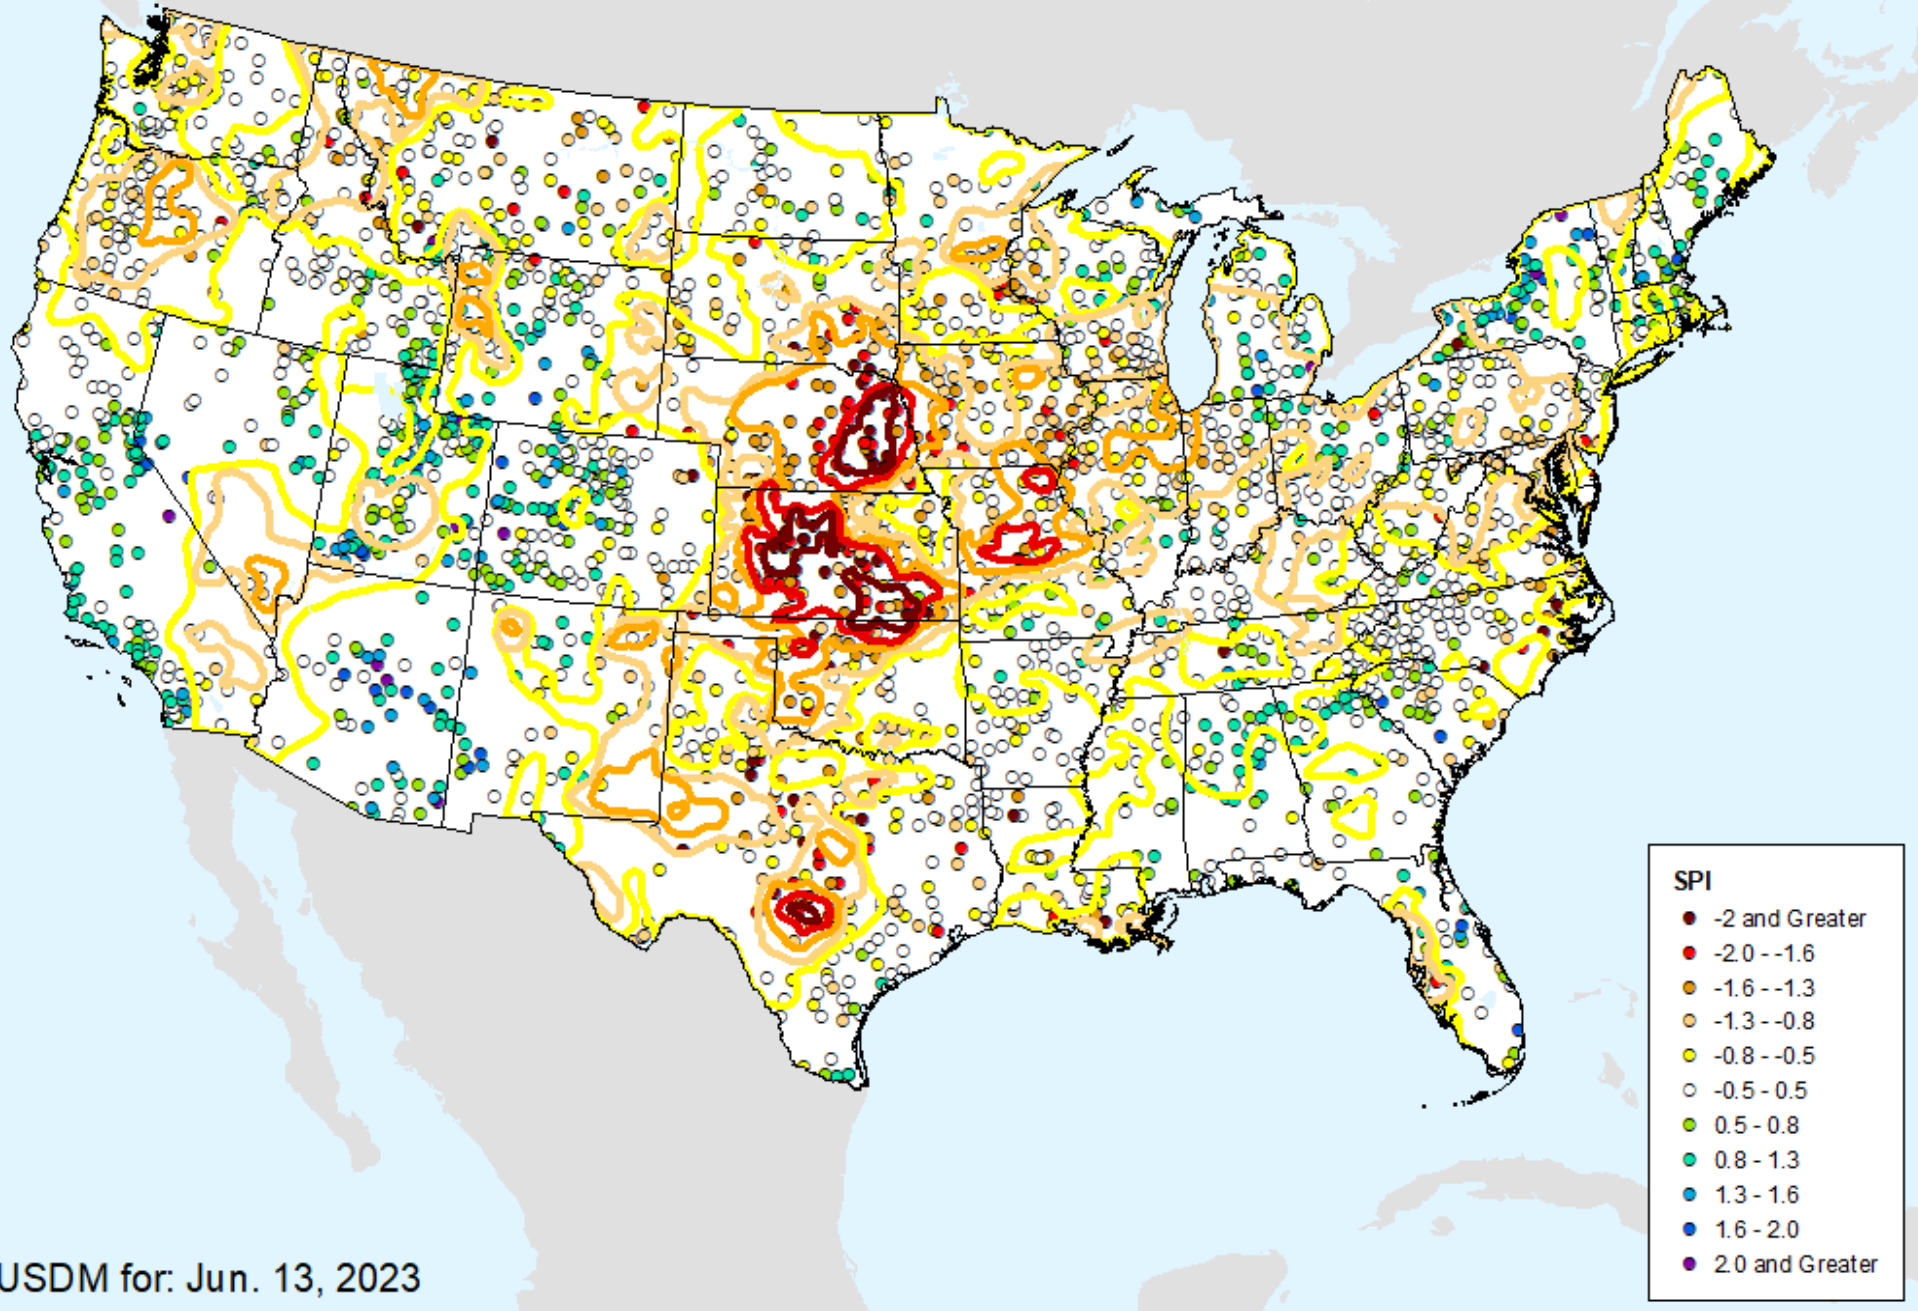 SPI
-2 and Greater
-2.0 - -1.6
-1.6 - -1.3
-1.3 - -0.8
-0.8 - -0.5
-0.5 - 0.5
0.5 - 0.8
0.8 - 1.3
1.3 - 1.6
1.6 - 2.0
2.0 and Greater
USDM for: Jun. 13, 2023